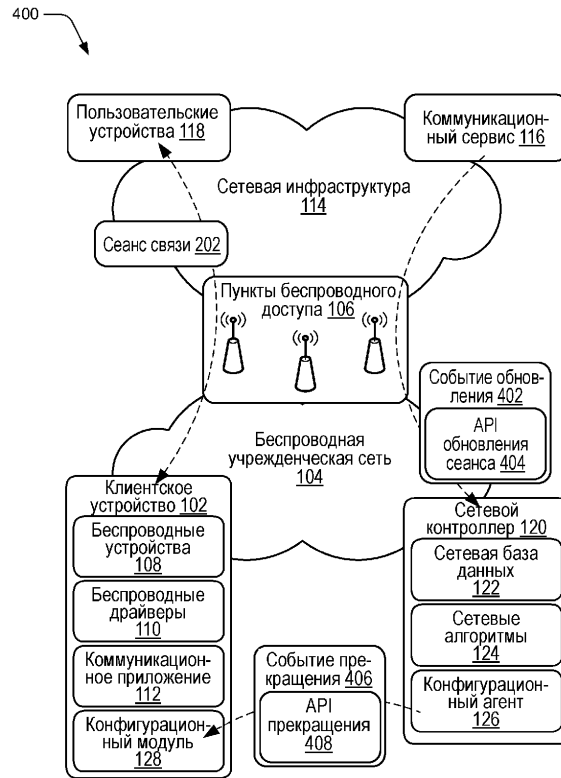 400
Пользовательские
устройства 118
Коммуникацион-
ный сервис 116
Сетевая инфраструктура
114
Сеанс связи 202
Пункты беспроводного
доступа 106
Событие обнов-
ления 402
API
обновления
сеанса 404
Беспроводная
учрежденческая сеть
104
Клиентское
устройство 102
Беспроводные
устройства
108
Беспроводные
драйверы
110
Коммуникацион-
ное приложение
112
Конфигурацион-
ный модуль
128
Сетевой
контроллер 120
Сетевая база
данных
122
Сетевые
алгоритмы
124
Конфигурацион-
ный агент
126
Событие пре-
кращения 406
API
прекращения
408